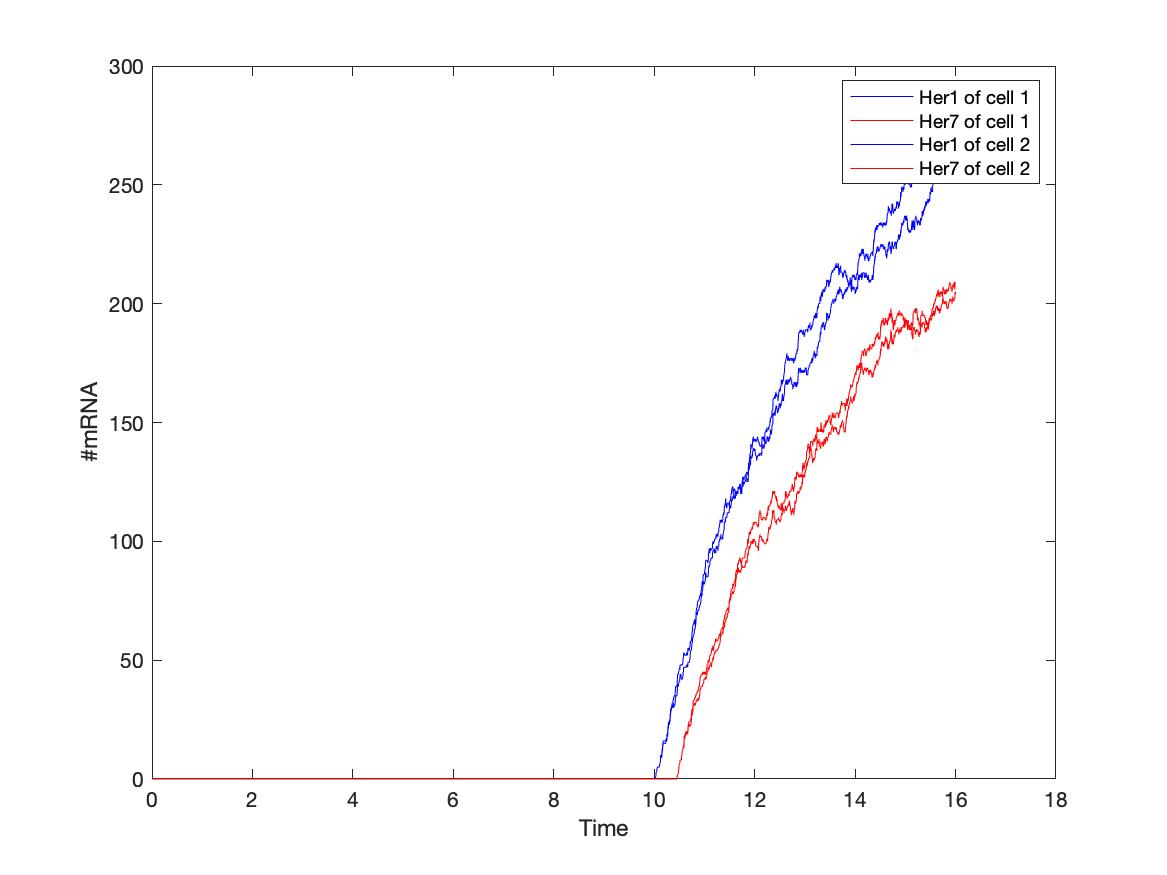 300
250
200
150
100
50
0
#mRNA
Her1 of cell 1
Her7 of cell 1
Her1 of cell 2
Her7 of cell 2
0 2 4 6 8 10 12 14 16 18
Time